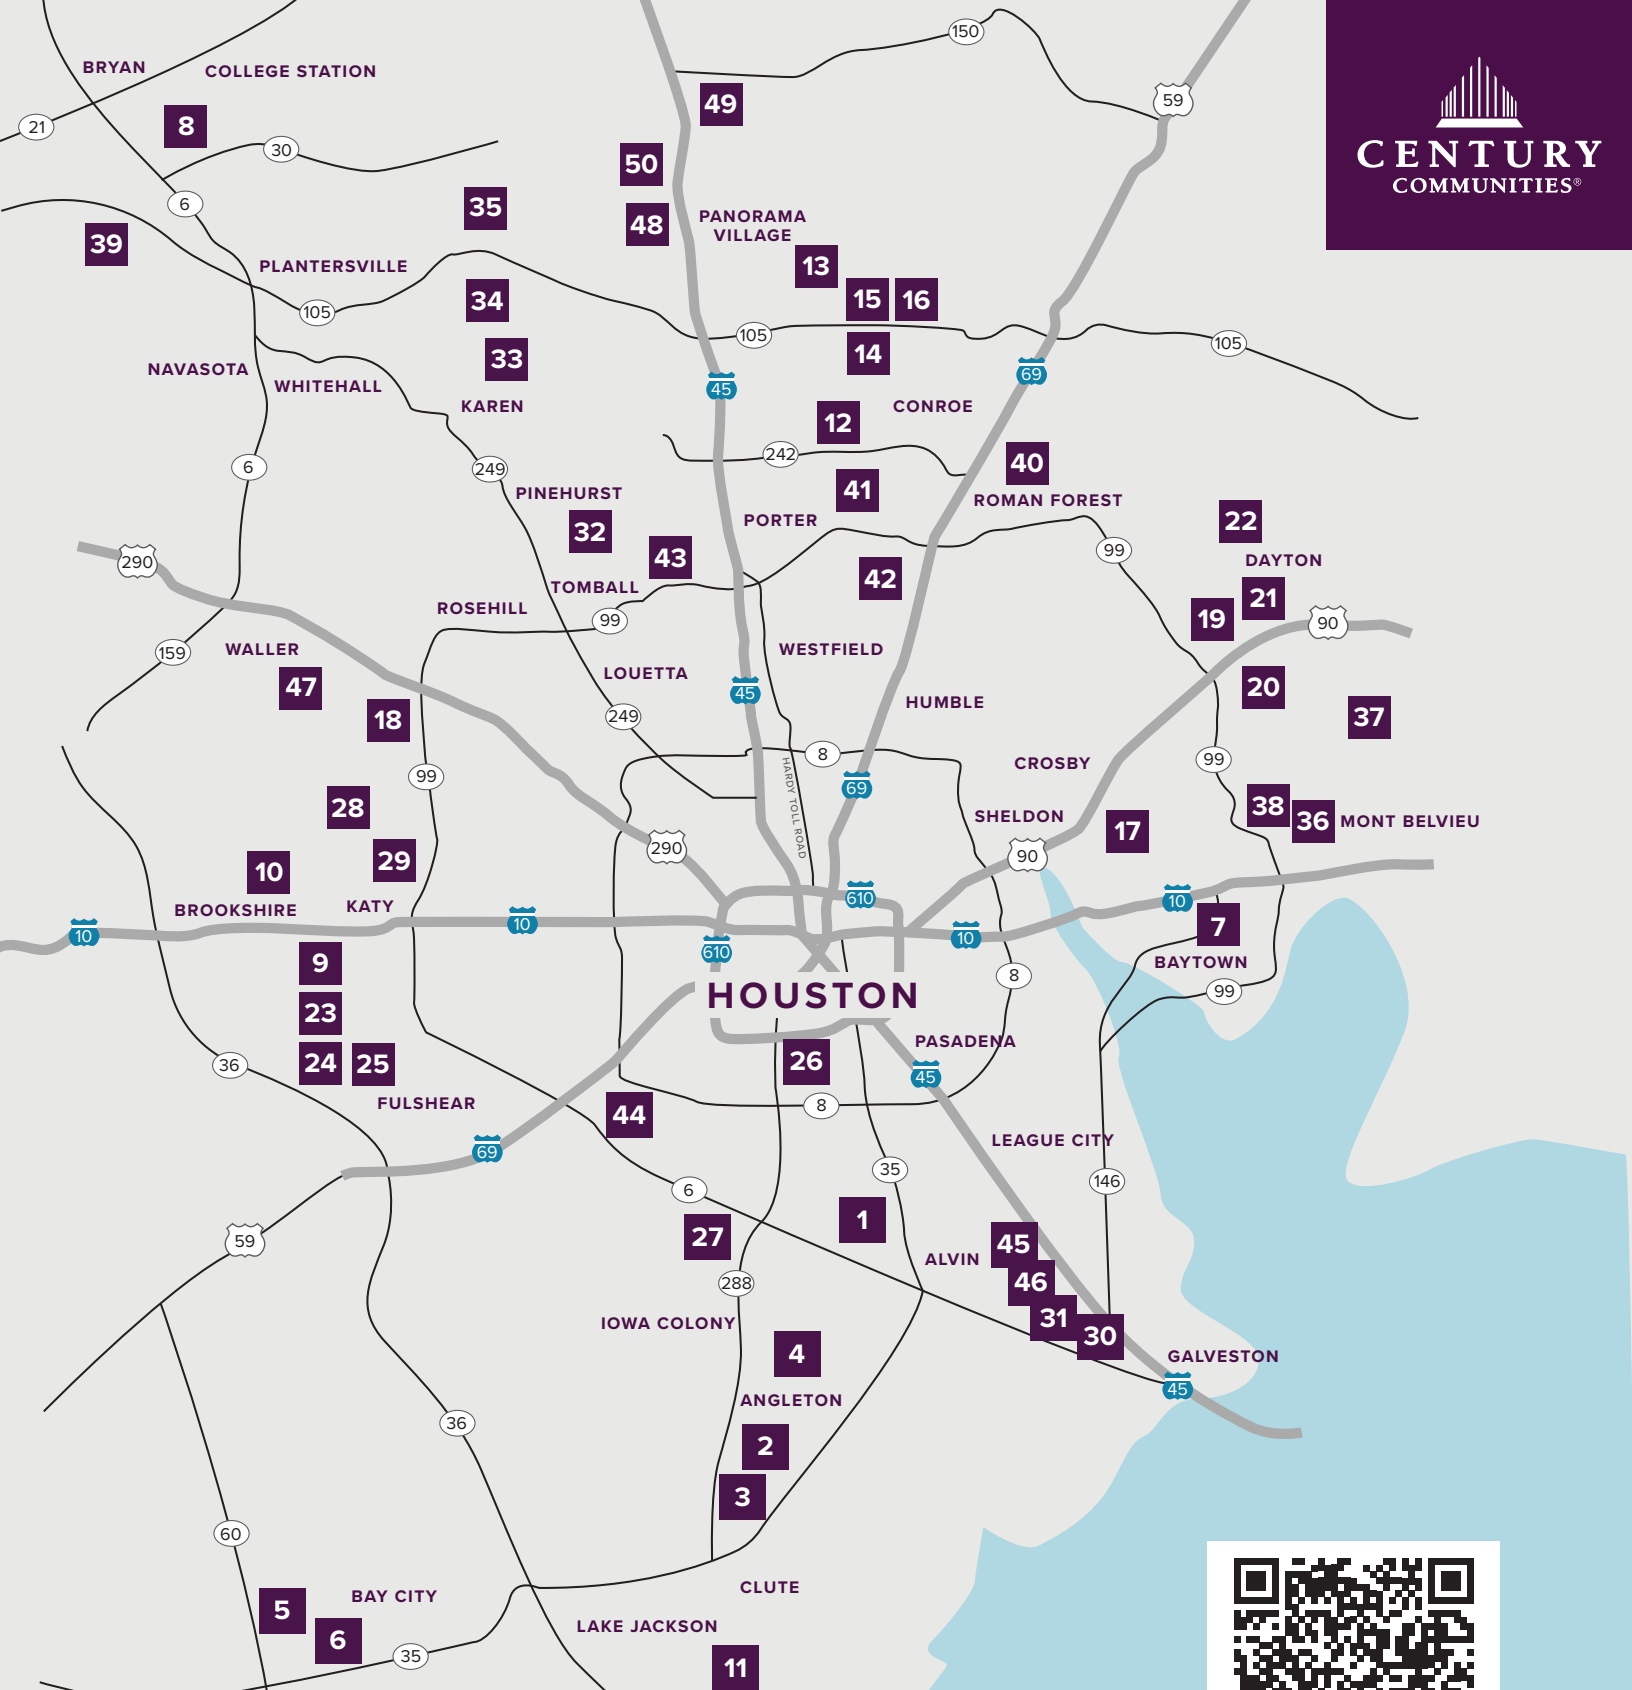 150
BRYAN
COLLEGE STATION
59
49
CENTURY
COMMUNITIES®
21
8
30
50
6
35
48
PANORAMA
VILLAGE
39
PLANTERSVILLE
13
34
15
16
105
105
105
14
33
NAVASOTA
WHITEHALL
45
69
KAREN
12
CONROE
6
249
242
40
PINEHURST
41
ROMAN FOREST
32
PORTER
22
290
43
99
DAYTON
TOMBALL
42
21
ROSEHILL
99
19
90
159
WALLER
WESTFIELD
LOUETTA
47
45
20
18
249
HUMBLE
37
8
99
CROSBY
99
HARDY TOLL ROAD
69
28
SHELDON
17
38
36
MONT BELVIEU
290
90
29
10
610
10
BROOKSHIRE
KATY
10
10
10
7
610
9
BAYTOWN
8
99
HOUSTON
23
PASADENA
36
24
25
26
45
FULSHEAR
44
8
69
LEAGUE CITY
35
146
6
1
59
27
45
ALVIN
288
46
IOWA COLONY
31
30
4
GALVESTON
45
ANGLETON
36
2
3
60
5
BAY CITY
CLUTE
6
LAKE JACKSON
35
11